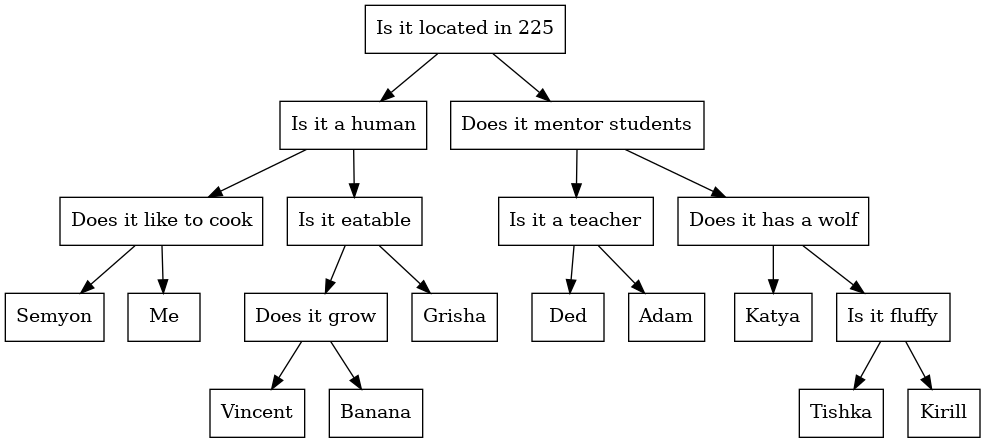 Is it located in 225
Is it a human
Does it mentor students
Does it like to cook
Is it eatable
Is it a teacher
Does it has a wolf
Semyon
Me
Does it grow
Grisha
Ded
Adam
Katya
Is it fluffy
Vincent
Banana
Tishka
Kirill